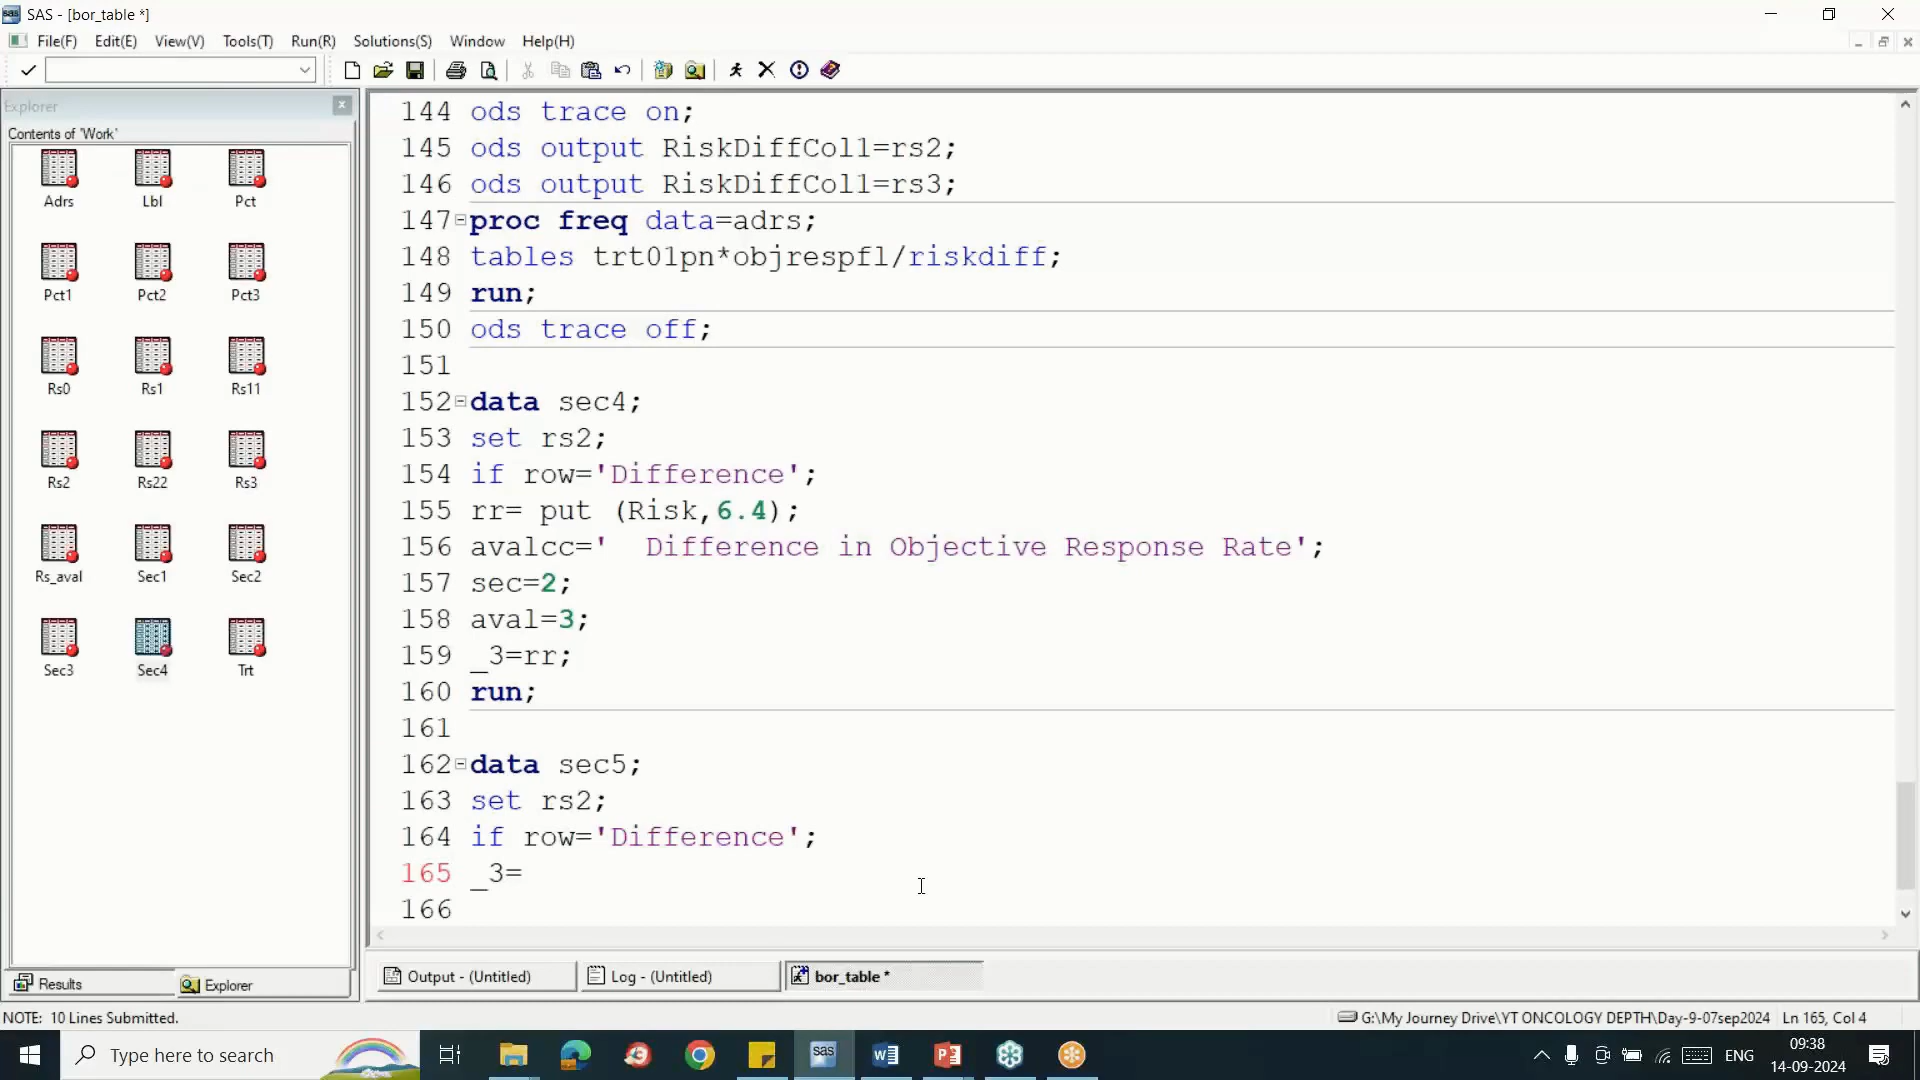 SAS - [bor_table *]
File(F) Edit(E) View(V) Tools(T) Run(R) Solutions(S) Window Help(H)
Explorer
Contents of 'Work'
Adrs Lbl Pct
Pct1 Pct2 Pct3
Rs0 Rs1 Rs11
Rs2 Rs22 Rs3
Rs_aval Sec1 Sec2
Sec3 Sec4 Trt
144 ods trace on;
145 ods output RiskDiffCol1=rs2;
146 ods output RiskDiffCol1=rs3;
147 proc freq data=adrs;
148 tables trt01pn*objrespfl/riskdiff;
149 run;
150 ods trace off;
151
152 data sec4;
153 set rs2;
154 if row='Difference';
155 rr= put (Risk,6.4);
156 avalcc='  Difference in Objective Response Rate';
157 sec=2;
158 aval=3;
159 _3=rr;
160 run;
161
162 data sec5;
163 set rs2;
164 if row='Difference';
165 _3=
166
Results Explorer
Output - (Untitled) Log - (Untitled) bor_table *
NOTE: 10 Lines Submitted.
G:\My Journey Drive\YT ONCOLOGY DEPTH\Day-9-07sep2024 Ln 165, Col 4
Type here to search
ENG
09:38
14-09-2024